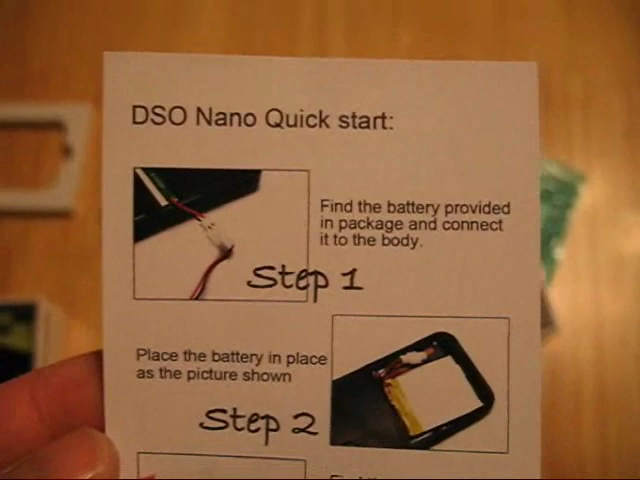 DSO Nano Quick start:
Find the battery provided
in package and connect
it to the body.
Step 1
Place the battery in place
as the picture shown
Step 2